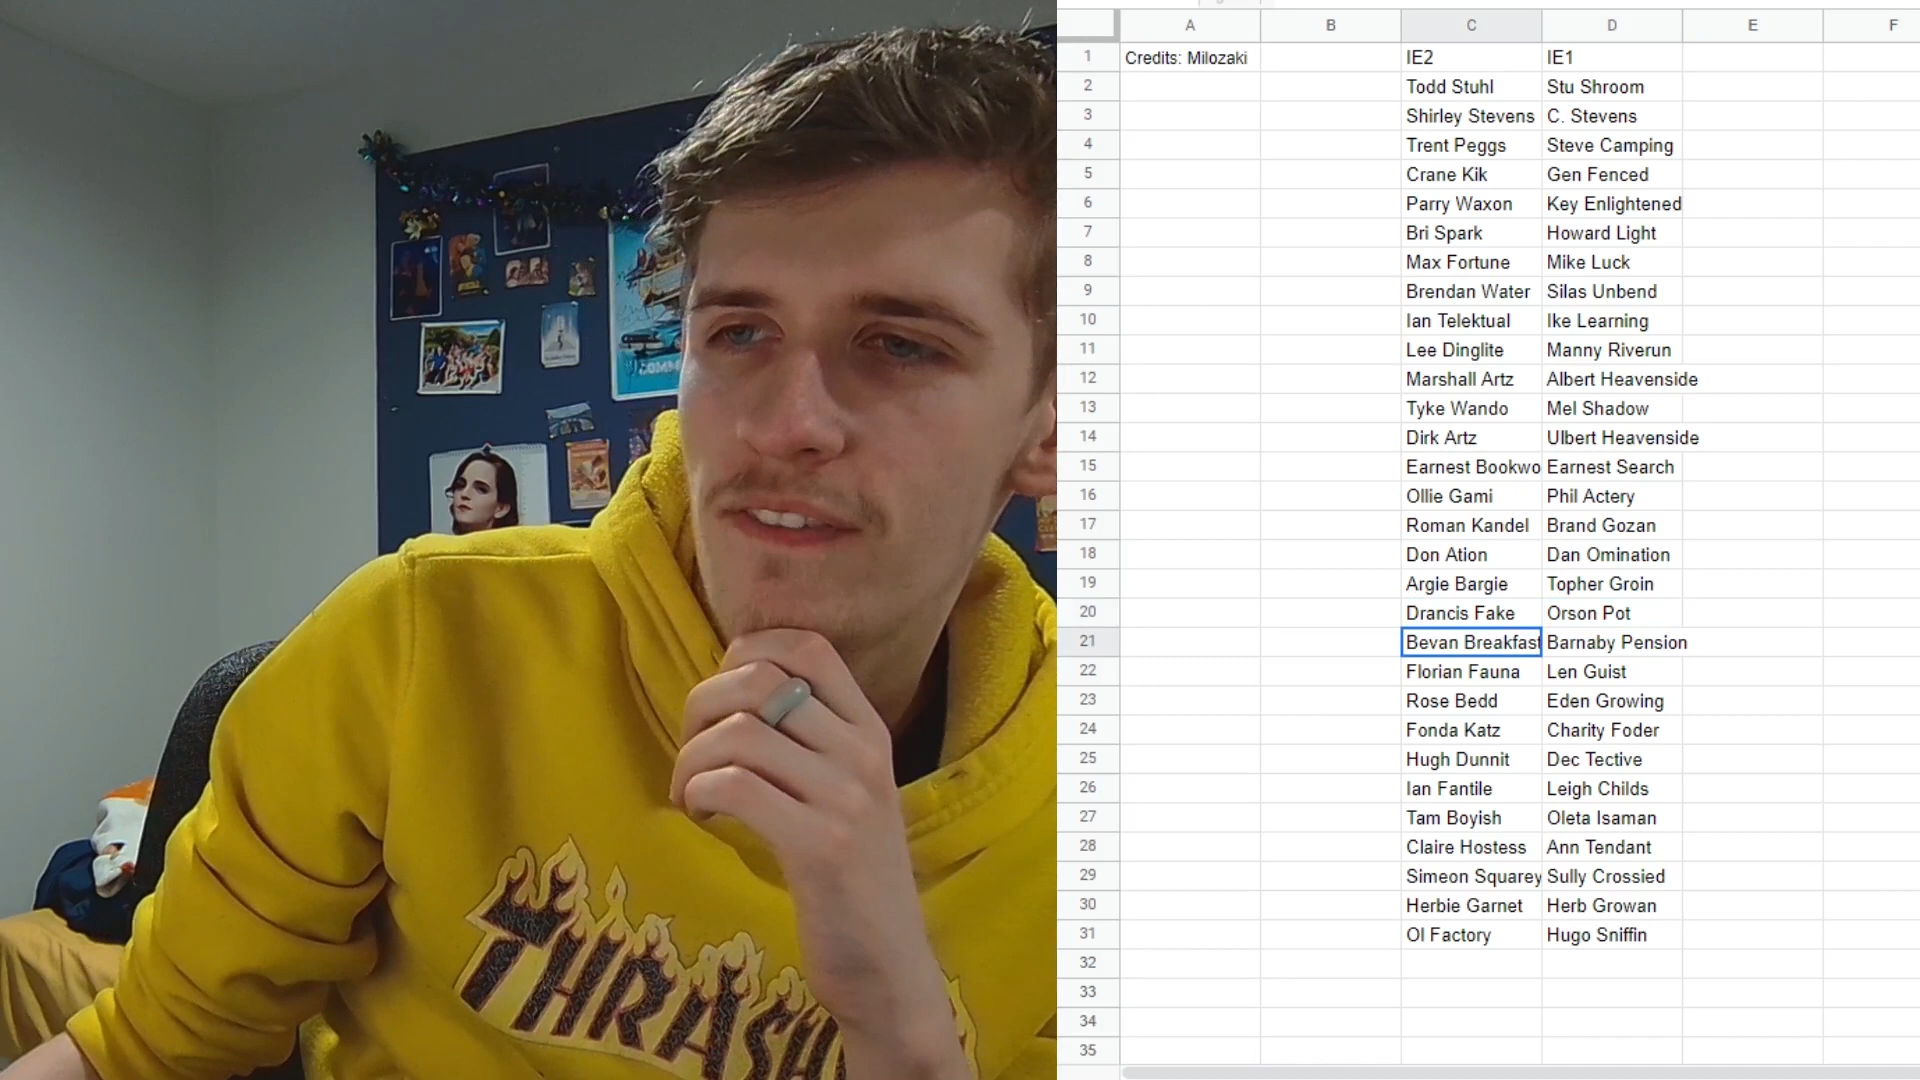 A B C D E F
1 Credits: Milozaki IE2 IE1
2 Todd Stuhl Stu Shroom
3 Shirley Stevens C. Stevens
4 Trent Peggs Steve Camping
5 Crane Kik Gen Fenced
6 Parry Waxon Key Enlightened
7 Bri Spark Howard Light
8 Max Fortune Mike Luck
9 Brendan Water Silas Unbend
10 Ian Telektual Ike Learning
11 Lee Dinglite Manny Riverun
12 Marshall Artz Albert Heavenside
13 Tyke Wando Mel Shadow
14 Dirk Artz Ulbert Heavenside
15 Earnest Bookwo Earnest Search
16 Ollie Gami Phil Actery
17 Roman Kandel Brand Gozan
18 Don Ation Dan Omination
19 Argie Bargie Topher Groin
20 Drancis Fake Orson Pot
21 Bevan Breakfast Barnaby Pension
22 Florian Fauna Len Guist
23 Rose Bedd Eden Growing
24 Fonda Katz Charity Foder
25 Hugh Dunnit Dec Tective
26 Ian Fantile Leigh Childs
27 Tam Boyish Oleta Isaman
28 Claire Hostess Ann Tendant
29 Simeon Squarey Sully Crossied
30 Herbie Garnet Herb Growan
31 Ol Factory Hugo Sniffin
32
33
34
35
THRASH